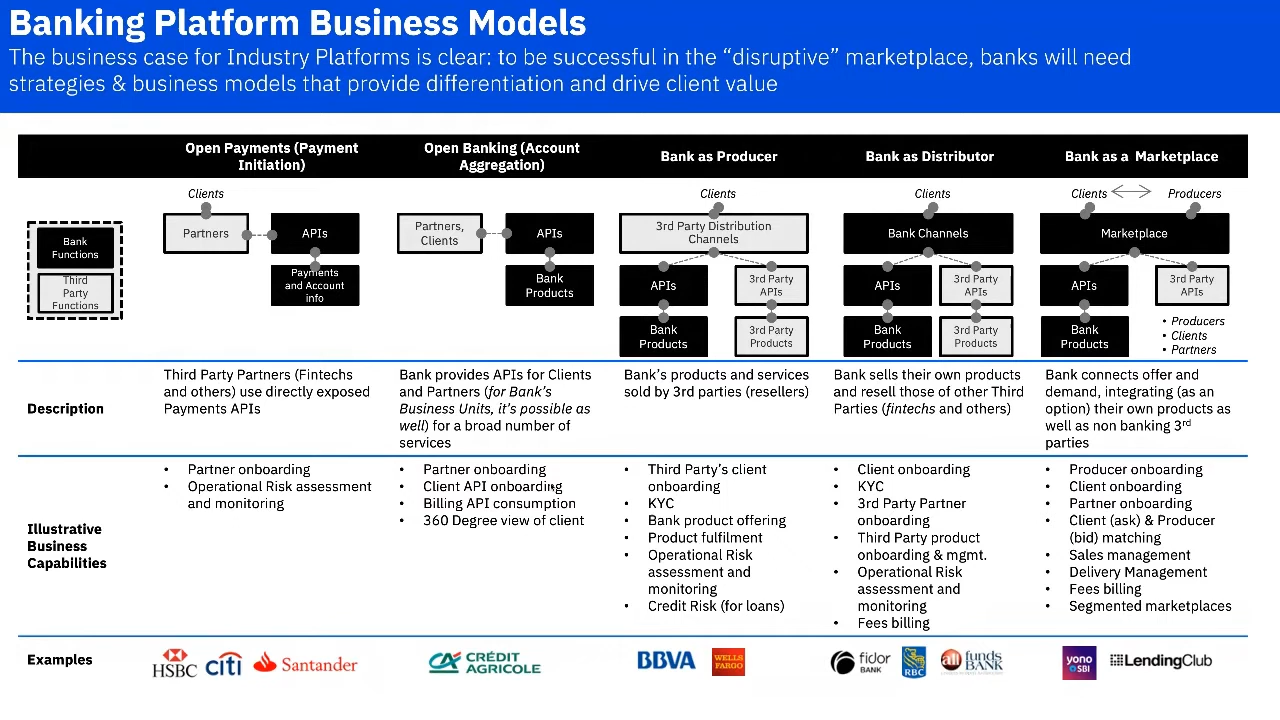 Banking Platform Business Models
The business case for Industry Platforms is clear: to be successful in the “disruptive” marketplace, banks will need
strategies & business models that provide differentiation and drive client value
Open Payments (Payment
Initiation)
Open Banking (Account
Aggregation)
Bank as Producer
Bank as Distributor
Bank as a Marketplace
Bank
Functions
Third
Party
Functions
Clients
Partners
APIs
Payments
and Account
info
Partners,
Clients
APIs
Bank
Products
Clients
3rd Party Distribution
Channels
APIs
3rd Party
APIs
Bank
Products
3rd Party
Products
Clients
Bank Channels
APIs
3rd Party
APIs
Bank
Products
3rd Party
Products
Clients
Producers
Marketplace
APIs
3rd Party
APIs
Bank
Products
• Producers
• Clients
• Partners
Description
Third Party Partners (Fintechs
and others) use directly exposed
Payments APIs
Bank provides APIs for Clients
and Partners (for Bank’s
Business Units, it’s possible as
well) for a broad number of
services
Bank’s products and services
sold by 3rd parties (resellers)
Bank sells their own products
and resell those of other Third
Parties (fintechs and others)
Bank connects offer and
demand, integrating (as an
option) their own products as
well as non banking 3rd
parties
Illustrative
Business
Capabilities
• Partner onboarding
• Operational Risk assessment
and monitoring
• Partner onboarding
• Client API onboarding
• Billing API consumption
• 360 Degree view of client
• Third Party’s client
onboarding
• KYC
• Bank product offering
• Product fulfilment
• Operational Risk
assessment and
monitoring
• Credit Risk (for loans)
• Client onboarding
• KYC
• 3rd Party Partner
onboarding
• Third Party product
onboarding & mgmt.
• Operational Risk
assessment and
monitoring
• Fees billing
• Producer onboarding
• Client onboarding
• Partner onboarding
• Client (ask) & Producer
(bid) matching
• Sales management
• Delivery Management
• Fees billing
• Segmented marketplaces
Examples
HSBC
citi
Santander
CA
CRÉDIT
AGRICOLE
BBVA
WELLS
FARGO
fidor
BANK
RBC
all funds
BANK
yono
SBI
LendingClub